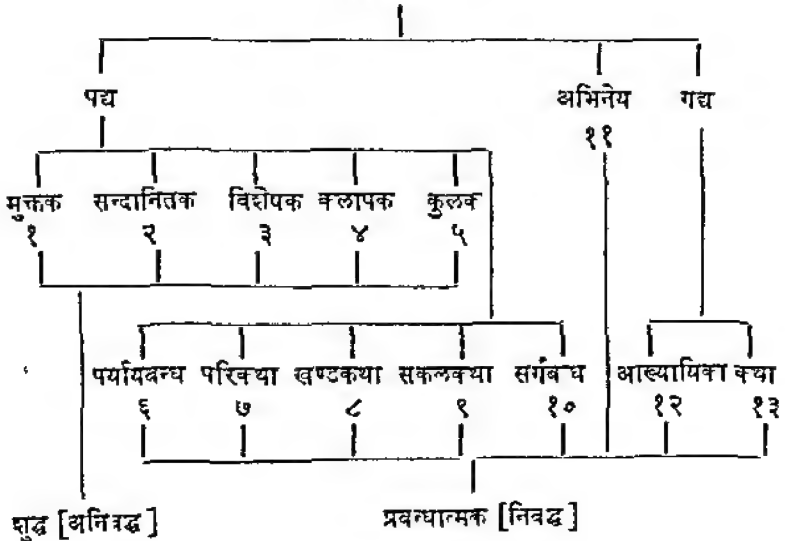 पद्य अभिनेय गद्य
११
मुक्तक सन्दानितक विशेषक क्लापक कुलक
१ २ ३ ४ ५
पर्यायबन्ध परिकथा खण्डकथा सकलकथा सर्गबन्ध आख्यायिका कथा
६ ७ ८ ९ १० १२ १३
शुद्ध [अनिबद्ध] प्रबन्धात्मक [निबद्ध]